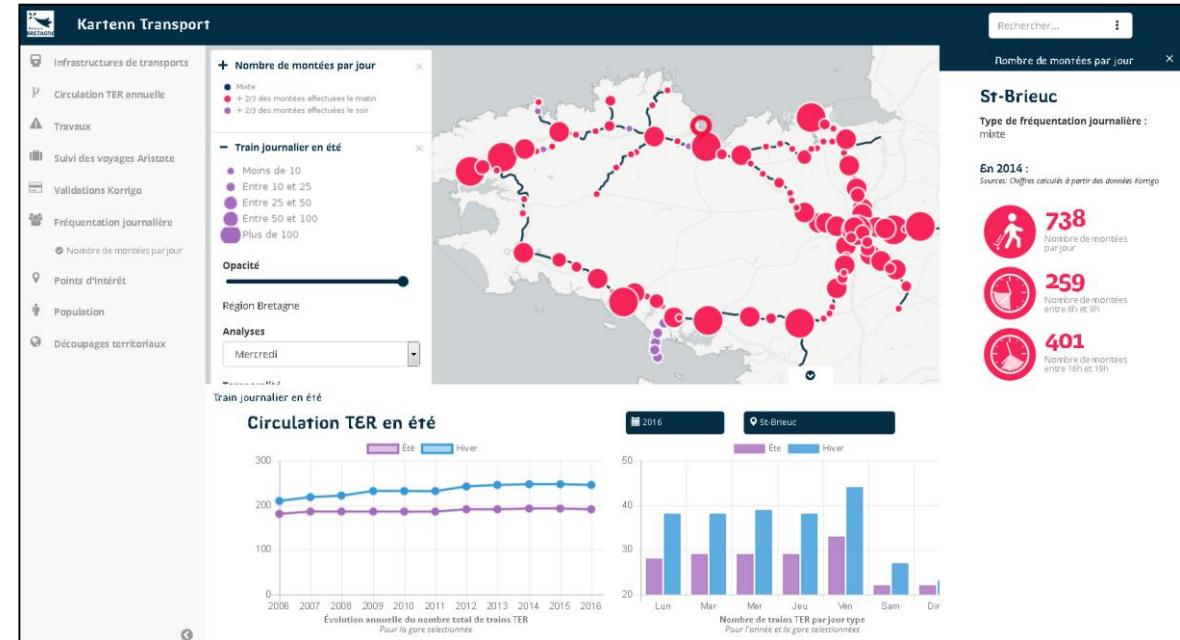 BRETAGNE
Kartenn Transport
Rechercher...
Infrastructures de transports
Circulation TER annuelle
Travaux
Suivi des voyages Aristote
Validations Korrigo
Fréquentation journalière
Nombre de montées par jour
Points d'intérêt
Population
Découpages territoriaux
+ Nombre de montées par jour ×
Mixte
+ 2/3 des montées effectuées le matin
+ 2/3 des montées effectuées le soir
− Train journalier en été ×
Moins de 10
Entre 10 et 25
Entre 25 et 50
Entre 50 et 100
Plus de 100
Opacité
Région Bretagne
Analyses
Mercredi
Nombre de montées par jour ×
St-Brieuc
Type de fréquentation journalière :
mixte
En 2014 :
Sources: Chiffres calculés à partir des données Korrigo
738
Nombre de montées
par jour
259
Nombre de montées
entre 6h et 9h
401
Nombre de montées
entre 16h et 19h
Train journalier en été
Circulation TER en été
2016
St-Brieuc
Été Hiver
300
200
100
0
2006 2007 2008 2009 2010 2011 2012 2013 2014 2015 2016
Évolution annuelle du nombre total de trains TER
Pour la gare selectionnée
Éte Hiver
50
40
30
20
Lun Mar Mer Jeu Ven Sam Dir
Nombre de trains TER par jour type
Pour l'année et la gare selectionnées